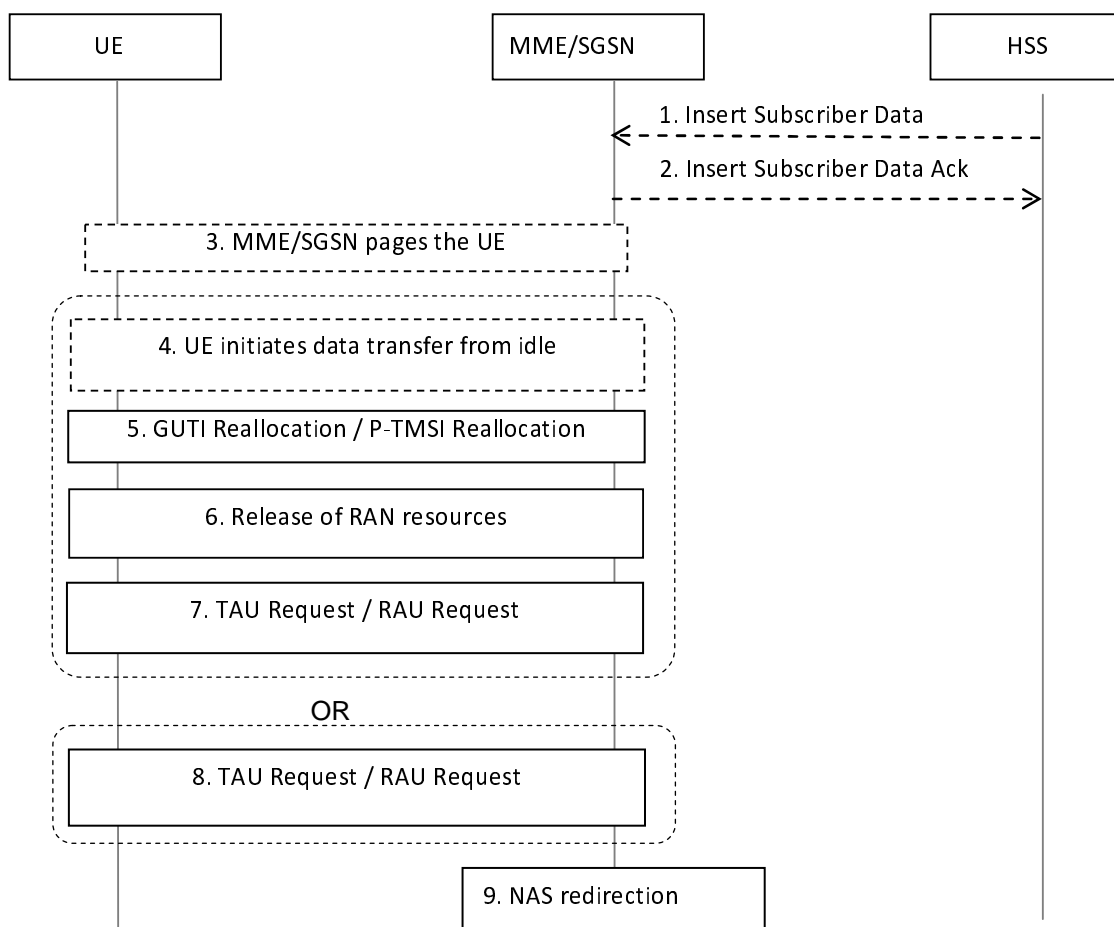 UE
MME/SGSN
HSS
1. Insert Subscriber Data
2. Insert Subscriber Data Ack
3. MME/SGSN pages the UE
4. UE initiates data transfer from idle
5. GUTI Reallocation / P-TMSI Reallocation
6. Release of RAN resources
7. TAU Request / RAU Request
OR
8. TAU Request / RAU Request
9. NAS redirection